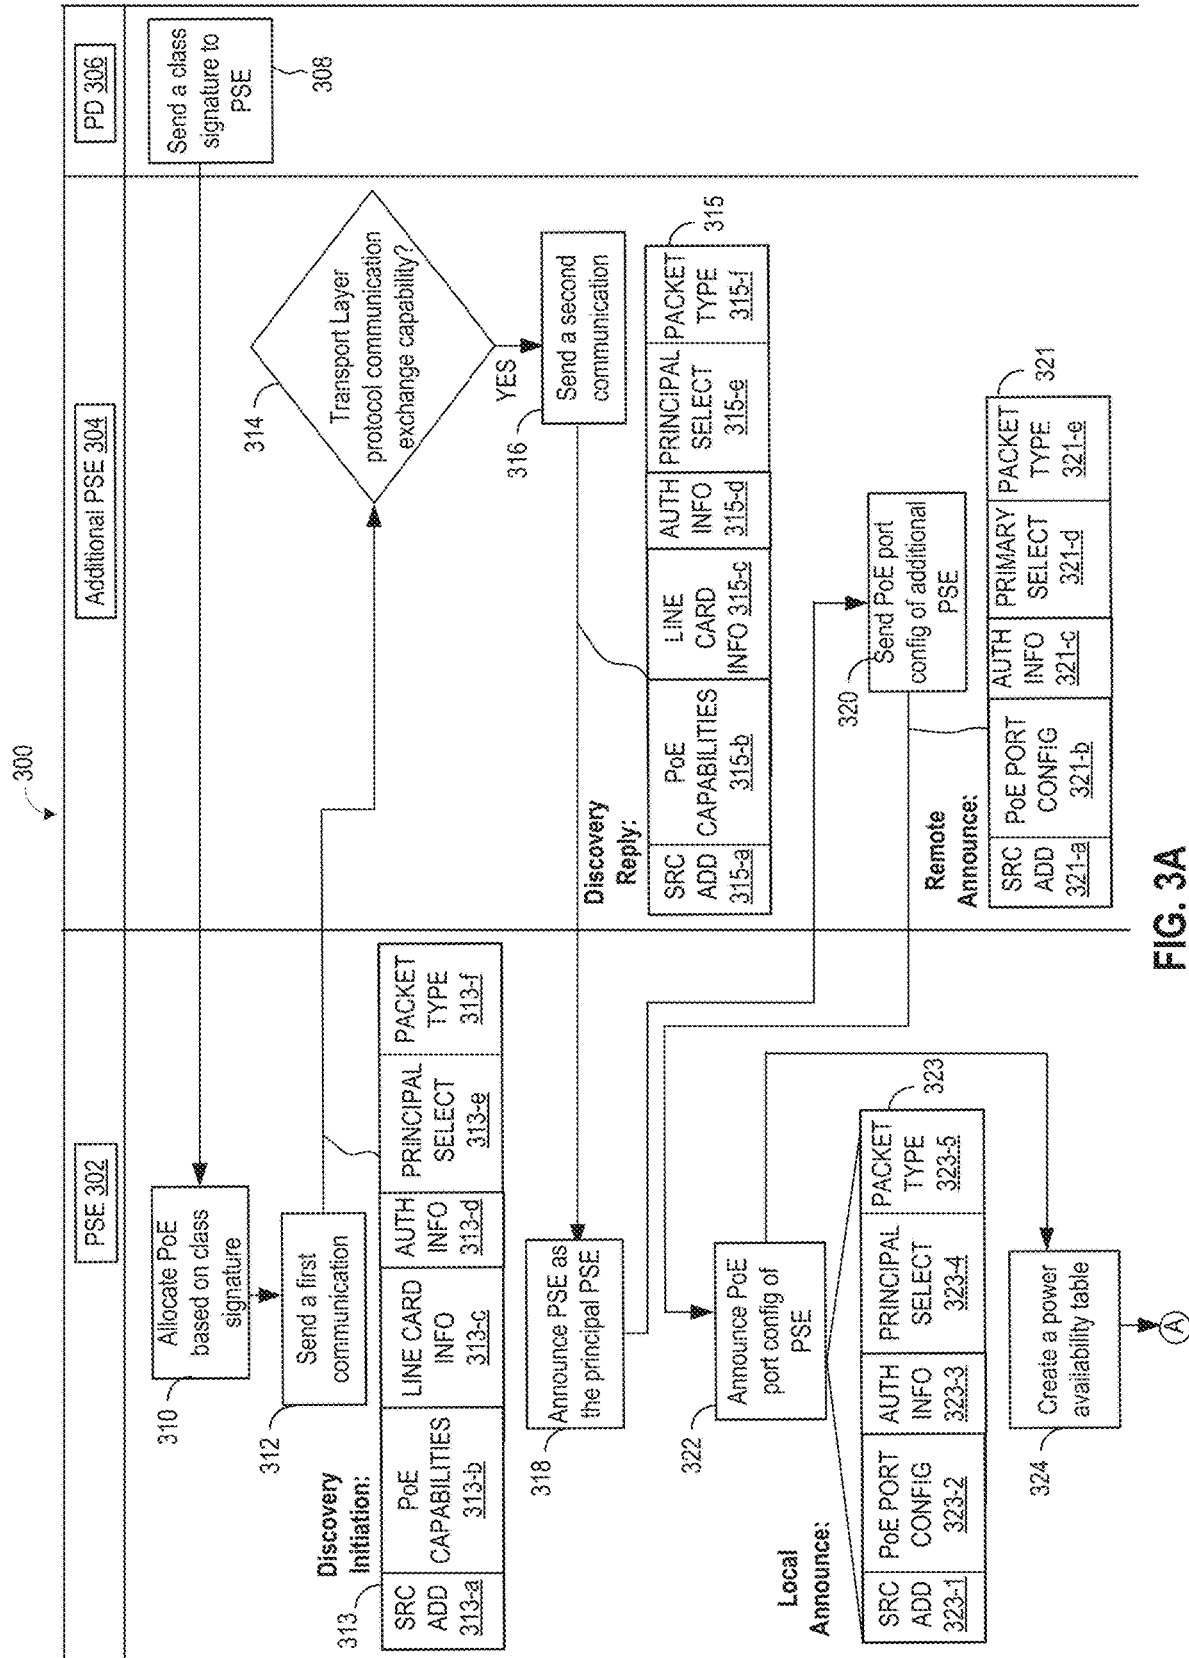 300
PSE 302
Additional PSE 304
PD 306
Send a class
signature to
PSE
308
Allocate PoE
based on class
signature
310
Send a first
communication
312
Discovery
Initiation:
313
SRC
ADD
313-a
PoE
CAPABILITIES
313-b
LINE CARD
INFO
313-c
AUTH
INFO
313-d
PRINCIPAL
SELECT
313-e
PACKET
TYPE
313-f
314
Transport Layer
protocol communication
exchange capability?
YES
316
Send a second
communication
Discovery
Reply:
315
SRC
ADD
315-a
PoE
CAPABILITIES
315-b
LINE
CARD
INFO 315-c
AUTH
INFO
315-d
PRINCIPAL
SELECT
315-e
PACKET
TYPE
315-f
318
Announce PSE as
the principal PSE
320
Send PoE port
config of additional
PSE
Remote
Announce:
321
SRC
ADD
321-a
PoE PORT
CONFIG
321-b
AUTH
INFO
321-c
PRIMARY
SELECT
321-d
PACKET
TYPE
321-e
322
Announce PoE
port config of
PSE
Local
Announce:
323
SRC
ADD
323-1
PoE PORT
CONFIG
323-2
AUTH
INFO
323-3
PRINCIPAL
SELECT
323-4
PACKET
TYPE
323-5
324
Create a power
availability table
A
FIG. 3A